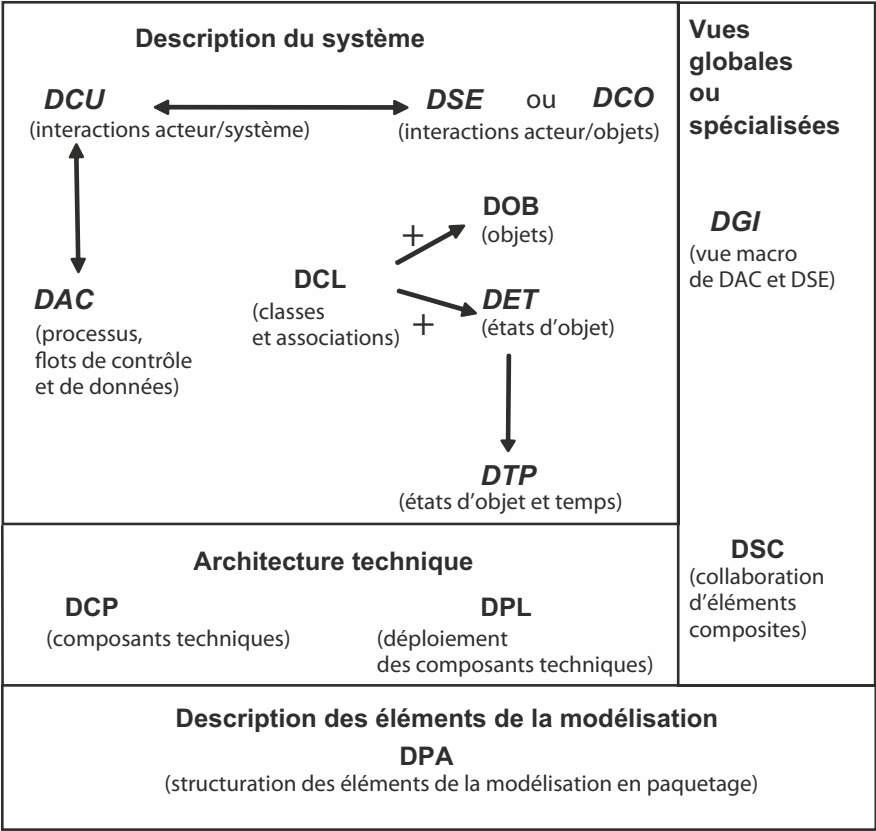 Description du système
DCU
(interactions acteur/système)
DSE ou DCO
(interactions acteur/objets)
+
DOB
(objets)
DCL
(classes
et associations)
+
DET
(états d'objet)
DAC
(processus,
flots de contrôle
et de données)
DTP
(états d'objet et temps)
Vues
globales
ou
spécialisées
DGI
(vue macro
de DAC et DSE)
DSC
(collaboration
d'éléments
composites)
Architecture technique
DCP
(composants techniques)
DPL
(déploiement
des composants techniques)
Description des éléments de la modélisation
DPA
(structuration des éléments de la modélisation en paquetage)